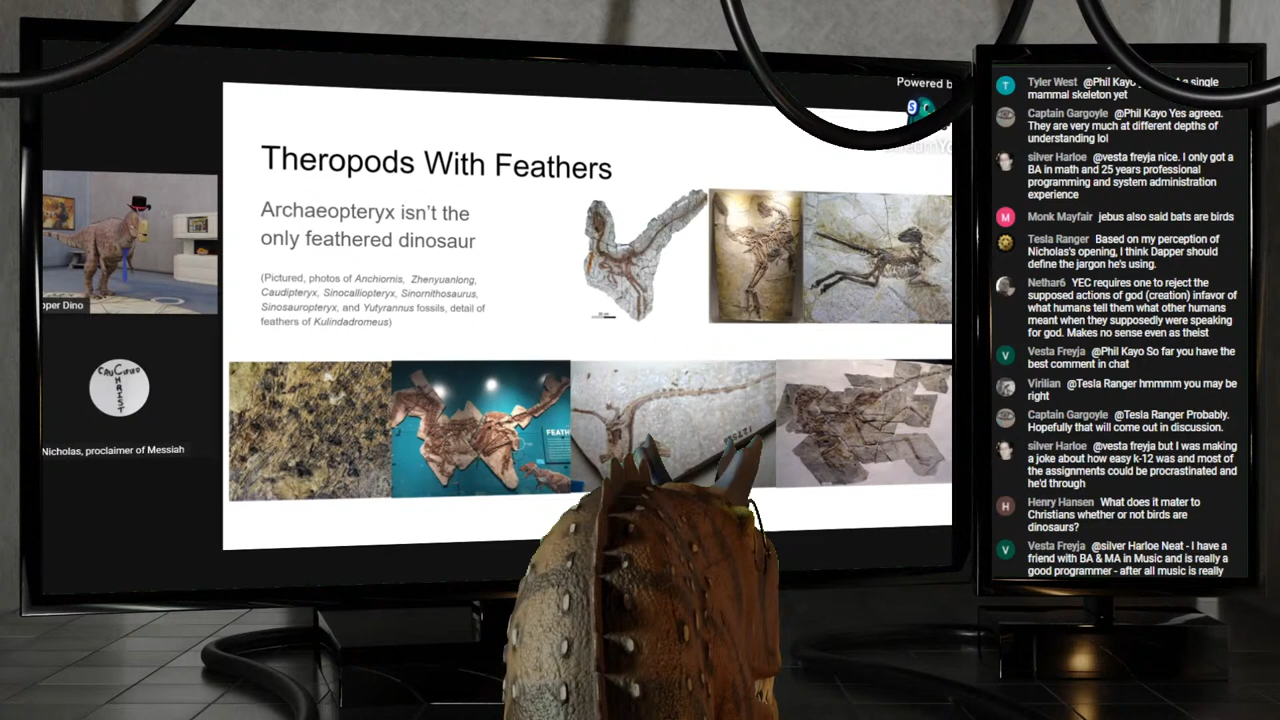 Powered b
Theropods With Feathers
Archaeopteryx isn't the
only feathered dinosaur
(Pictured, photos of Anchiornis, Zhenyuanlong,
Caudipteryx, Sinocalliopteryx, Sinornithosaurus,
Sinosauropteryx, and Yutyrannus fossils, detail of
feathers of Kulindadromeus)
FEATH
pper Dino
CRUCIFIED
CHRIST
Nicholas, proclaimer of Messiah
Tyler West @Phil Kayo a single
mammal skeleton yet
Captain Gargoyle @Phil Kayo Yes agreed.
They are very much at different depths of
understanding lol
silver Harloe @vesta freyja nice. I only got a
BA in math and 25 years professional
programming and system administration
experience
M
Monk Mayfair jebus also said bats are birds
Tesla Ranger Based on my perception of
Nicholas's opening, I think Dapper should
define the jargon he's using.
Nethar6 YEC requires one to reject the
supposed actions of god (creation) infavor of
what humans tell them what other humans
meant when they supposedly were speaking
for god. Makes no sense even as theist
V
Vesta Freyja @Phil Kayo So far you have the
best comment in chat
Virilian @Tesla Ranger hmmmm you may be
right
Captain Gargoyle @Tesla Ranger Probably.
Hopefully that will come out in discussion.
silver Harloe @vesta freyja but I was making
a joke about how easy k-12 was and most of
the assignments could be procrastinated and
he'd through
H
Henry Hansen What does it mater to
Christians whether or not birds are
dinosaurs?
V
Vesta Freyja @silver Harloe Neat - I have a
friend with BA & MA in Music and is really a
good programmer - after all music is really